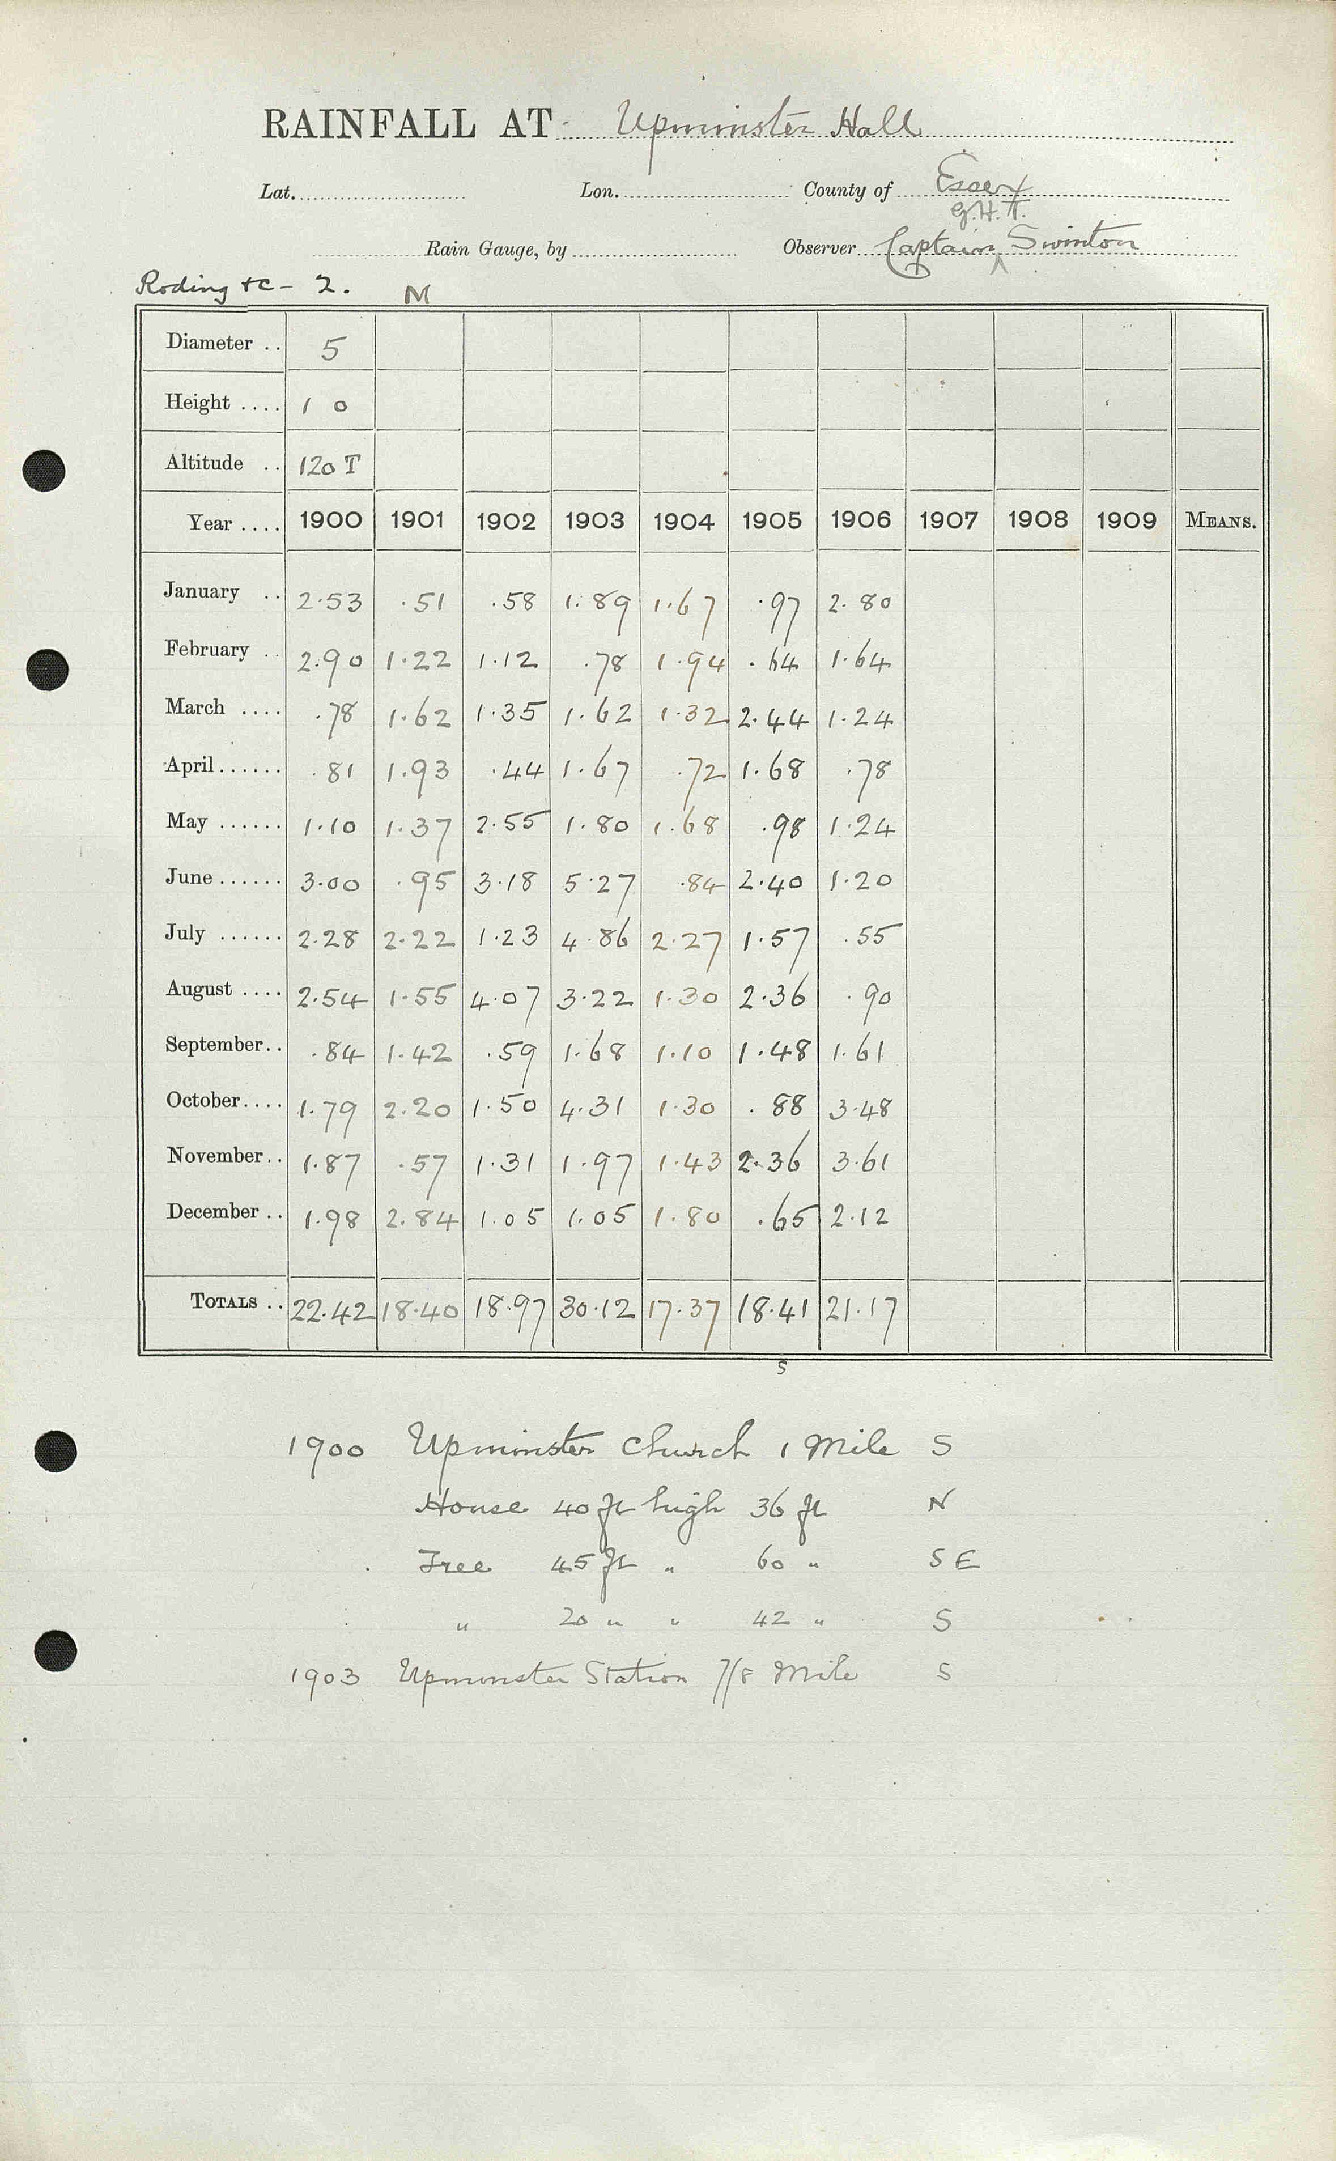 RAINFALL AT Upminster Hall
Lat. Lon. County of Essex
G.H.T.
Rain Gauge, by Observer Captain ^ Swinton
Roding &c - 2. M
Diameter .. 5
Height .... 1 0
Altitude .. 120 T
Year .... 1900 1901 1902 1903 1904 1905 1906 1907 1908 1909 MEANS.
January .. 2.53 .51 .58 1.89 1.67 .97 2.80
February .. 2.90 1.22 1.12 .78 1.94 .64 1.64
March .... .78 1.62 1.35 1.62 1.32 2.44 1.24
April...... .81 1.93 .44 1.67 .72 1.68 .78
May ...... 1.10 1.37 2.55 1.80 1.68 .98 1.24
June...... 3.00 .95 3.18 5.27 .84 2.40 1.20
July ...... 2.28 2.22 1.23 4.86 2.27 1.57 .55
August .... 2.54 1.55 4.07 3.22 1.30 2.36 .90
September.. .84 1.42 .59 1.68 1.10 1.48 1.61
October.... 1.79 2.20 1.50 4.31 1.30 .88 3.48
November.. 1.87 .57 1.31 1.97 1.43 2.36 3.61
December .. 1.98 2.84 1.05 1.05 1.80 .65 2.12
TOTALS .. 22.42 18.40 18.97 30.12 17.37 18.41 21.17
S
1900 Upminster Church 1 Mile S
House 40 ft high 36 ft N
Tree 45 ft " 60 " S E
" 20 " " 42 " S
1903 Upminster Station 7/8 Mile S